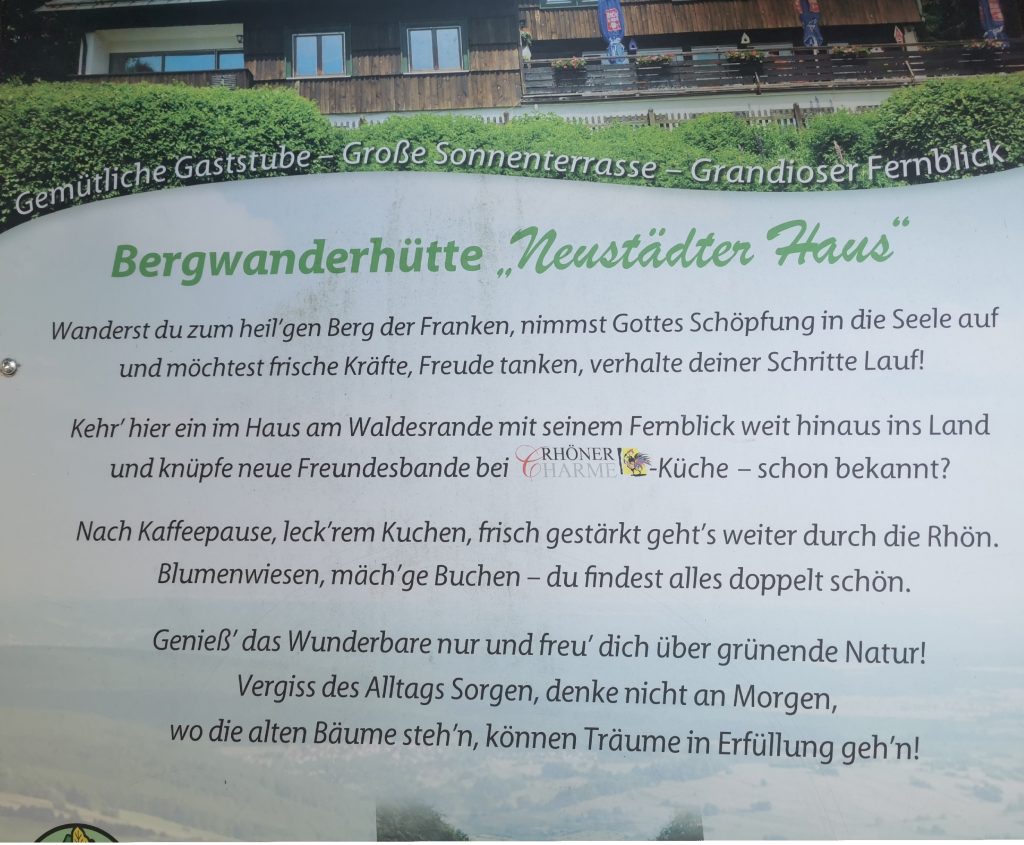 Gemütliche Gaststube – Große Sonnenterrasse – Grandioser Fernblick
Bergwanderhütte „Neustädter Haus“
Wanderst du zum heil’gen Berg der Franken, nimmst Gottes Schöpfung in die Seele auf
und möchtest frische Kräfte, Freude tanken, verhalte deiner Schritte Lauf!
Kehr’ hier ein im Haus am Waldesrande mit seinem Fernblick weit hinaus ins Land
und knüpfe neue Freundesbande bei RHÖNER CHARME-Küche – schon bekannt?
Nach Kaffeepause, leck’rem Kuchen, frisch gestärkt geht’s weiter durch die Rhön.
Blumenwiesen, mäch’ge Buchen – du findest alles doppelt schön.
Genieß’ das Wunderbare nur und freu’ dich über grünende Natur!
Vergiss des Alltags Sorgen, denke nicht an Morgen,
wo die alten Bäume steh’n, können Träume in Erfüllung geh’n!